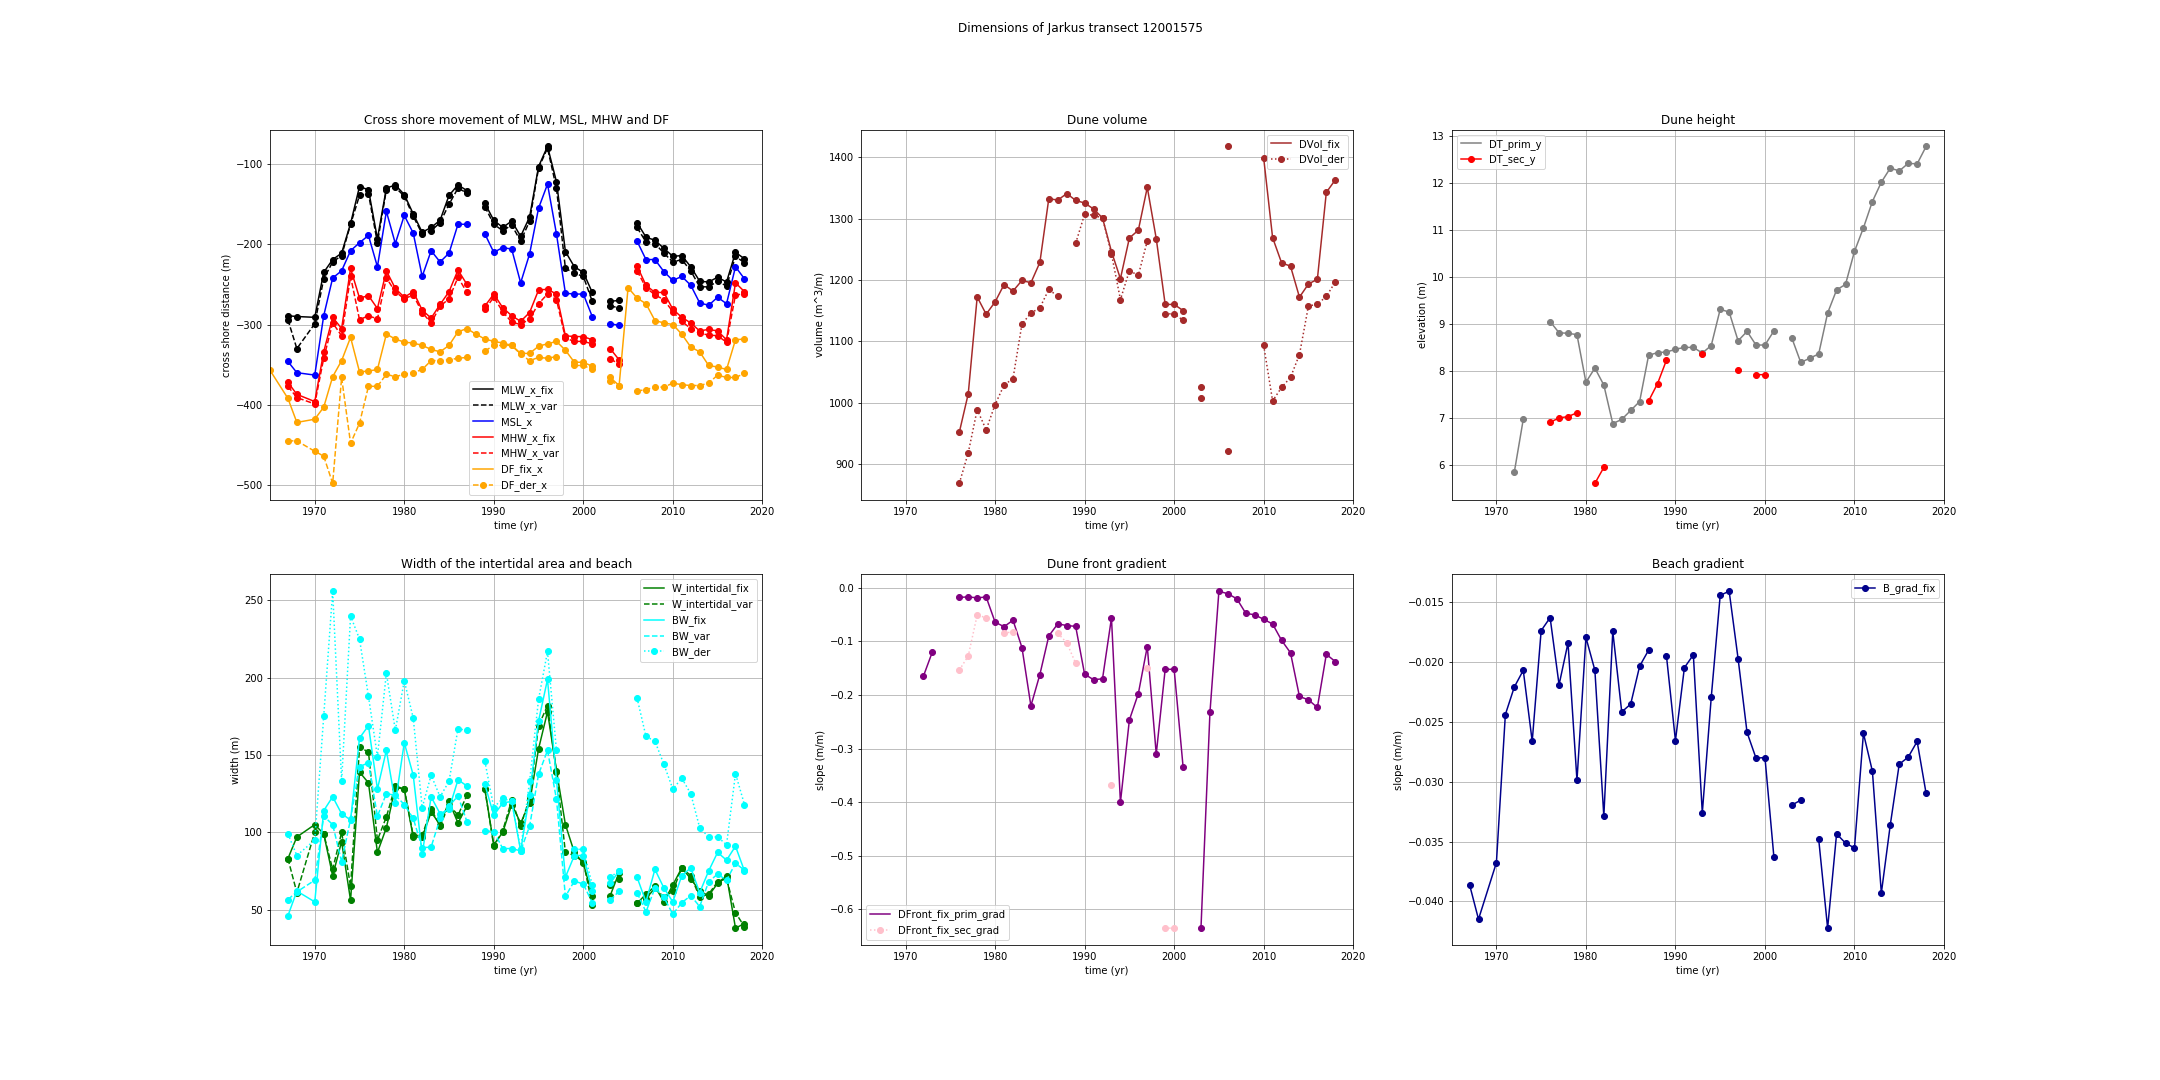 Dimensions of Jarkus transect 12001575
Cross shore movement of MLW, MSL, MHW and DF
cross shore distance (m)
−100
−200
−300
−400
−500
MLW_x_fix
MLW_x_var
MSL_x
MHW_x_fix
MHW_x_var
DF_fix_x
DF_der_x
1970 1980 1990 2000 2010 2020
time (yr)
Dune volume
volume (m^3/m)
1400
1300
1200
1100
1000
900
DVol_fix
DVol_der
1970 1980 1990 2000 2010 2020
time (yr)
Dune height
elevation (m)
13
12
11
10
9
8
7
6
DT_prim_y
DT_sec_y
1970 1980 1990 2000 2010 2020
time (yr)
Width of the intertidal area and beach
width (m)
250
200
150
100
50
W_intertidal_fix
W_intertidal_var
BW_fix
BW_var
BW_der
1970 1980 1990 2000 2010 2020
time (yr)
Dune front gradient
slope (m/m)
0.0
−0.1
−0.2
−0.3
−0.4
−0.5
−0.6
DFront_fix_prim_grad
DFront_fix_sec_grad
1970 1980 1990 2000 2010 2020
time (yr)
Beach gradient
slope (m/m)
−0.015
−0.020
−0.025
−0.030
−0.035
−0.040
B_grad_fix
1970 1980 1990 2000 2010 2020
time (yr)